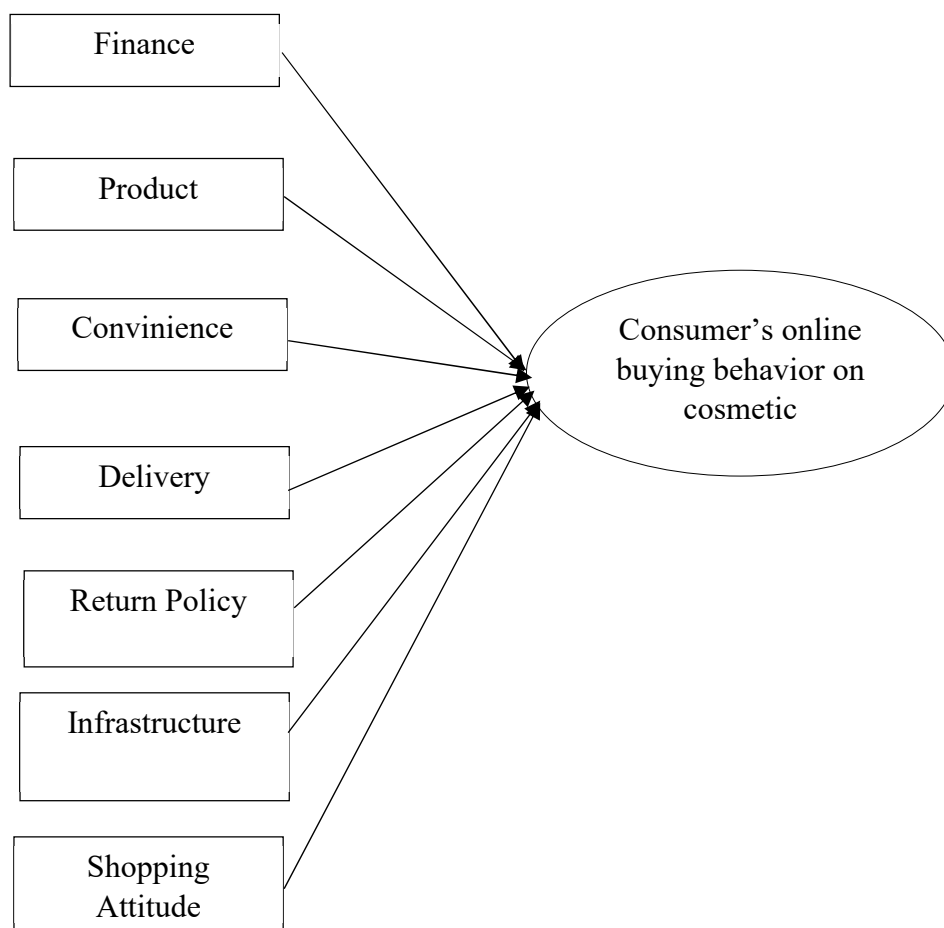 Finance
Product
Convinience
Delivery
Return Policy
Infrastructure
Shopping
Attitude
Consumer’s online
buying behavior on
cosmetic